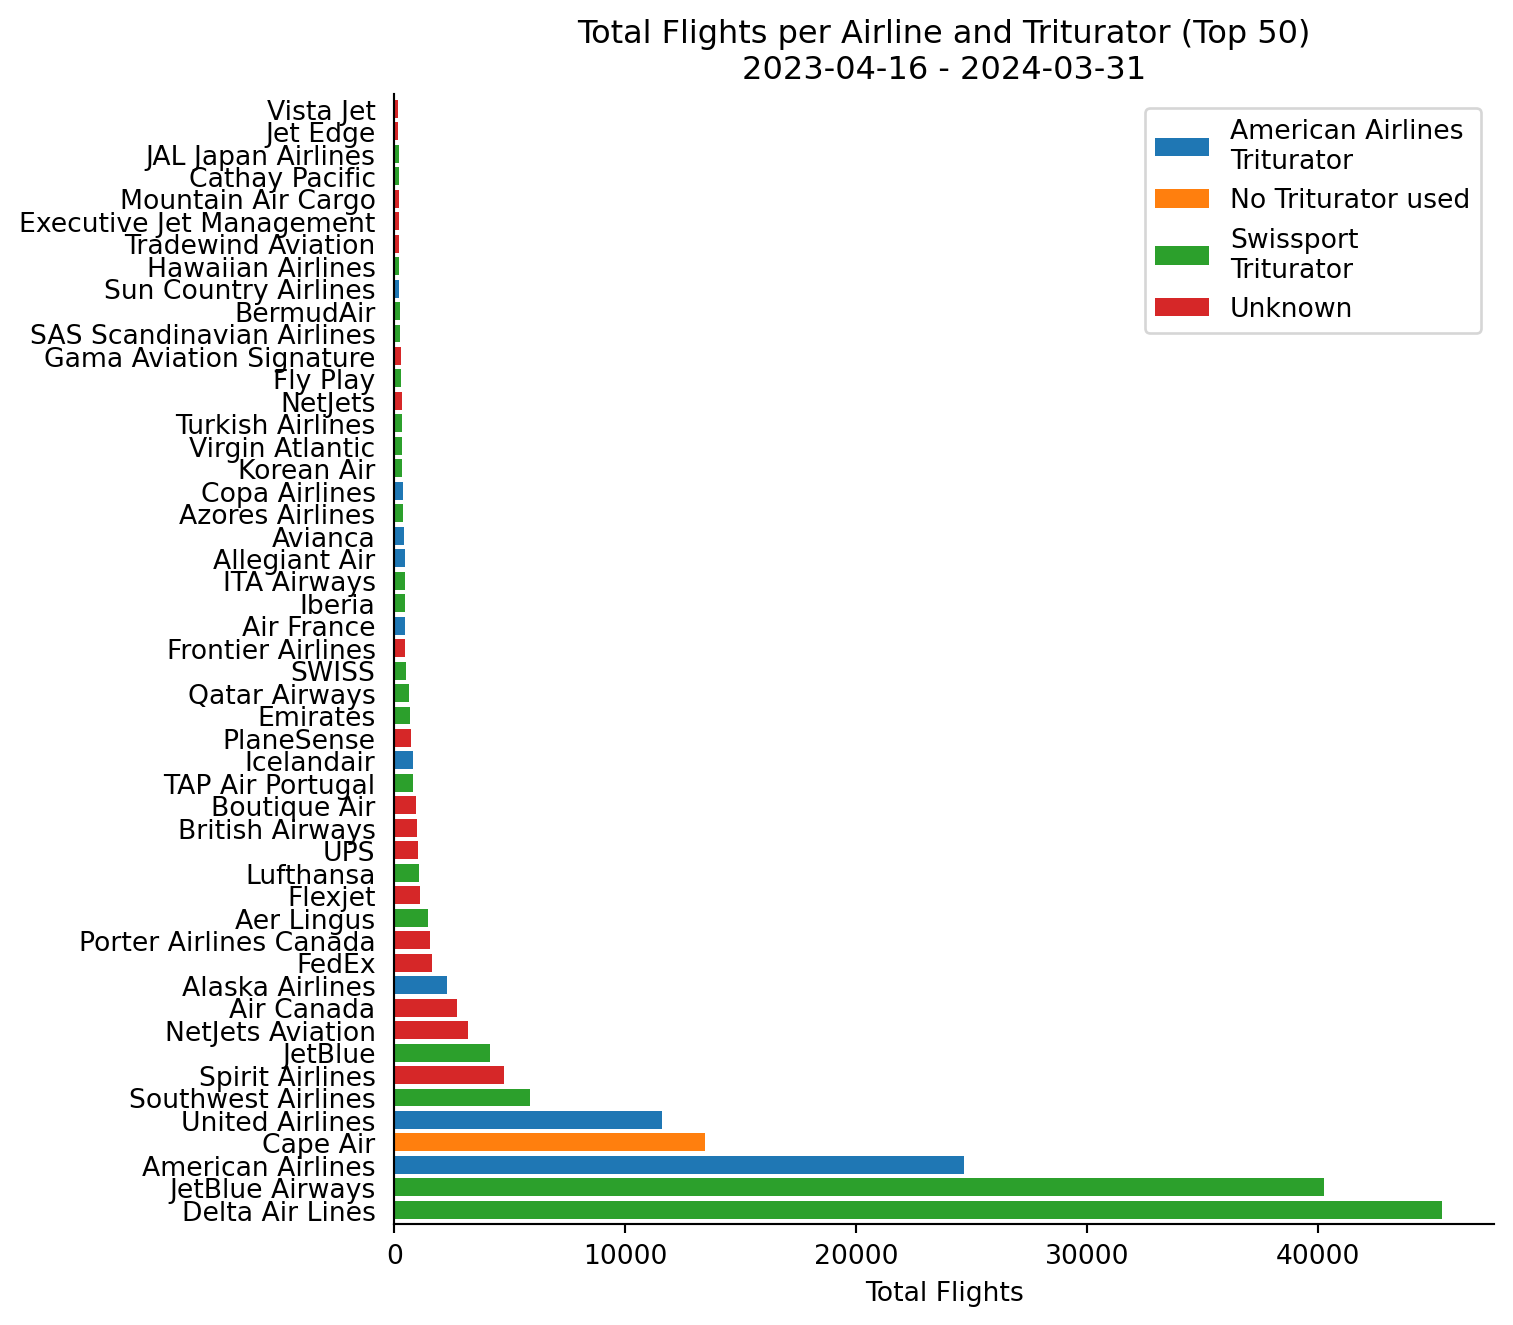 Total Flights per Airline and Triturator (Top 50)
2023-04-16 - 2024-03-31
Vista Jet
Jet Edge
JAL Japan Airlines
Cathay Pacific
Mountain Air Cargo
Executive Jet Management
Tradewind Aviation
Hawaiian Airlines
Sun Country Airlines
BermudAir
SAS Scandinavian Airlines
Gama Aviation Signature
Fly Play
NetJets
Turkish Airlines
Virgin Atlantic
Korean Air
Copa Airlines
Azores Airlines
Avianca
Allegiant Air
ITA Airways
Iberia
Air France
Frontier Airlines
SWISS
Qatar Airways
Emirates
PlaneSense
Icelandair
TAP Air Portugal
Boutique Air
British Airways
UPS
Lufthansa
Flexjet
Aer Lingus
Porter Airlines Canada
FedEx
Alaska Airlines
Air Canada
NetJets Aviation
JetBlue
Spirit Airlines
Southwest Airlines
United Airlines
Cape Air
American Airlines
JetBlue Airways
Delta Air Lines
0 10000 20000 30000 40000
Total Flights
American Airlines
Triturator
No Triturator used
Swissport
Triturator
Unknown